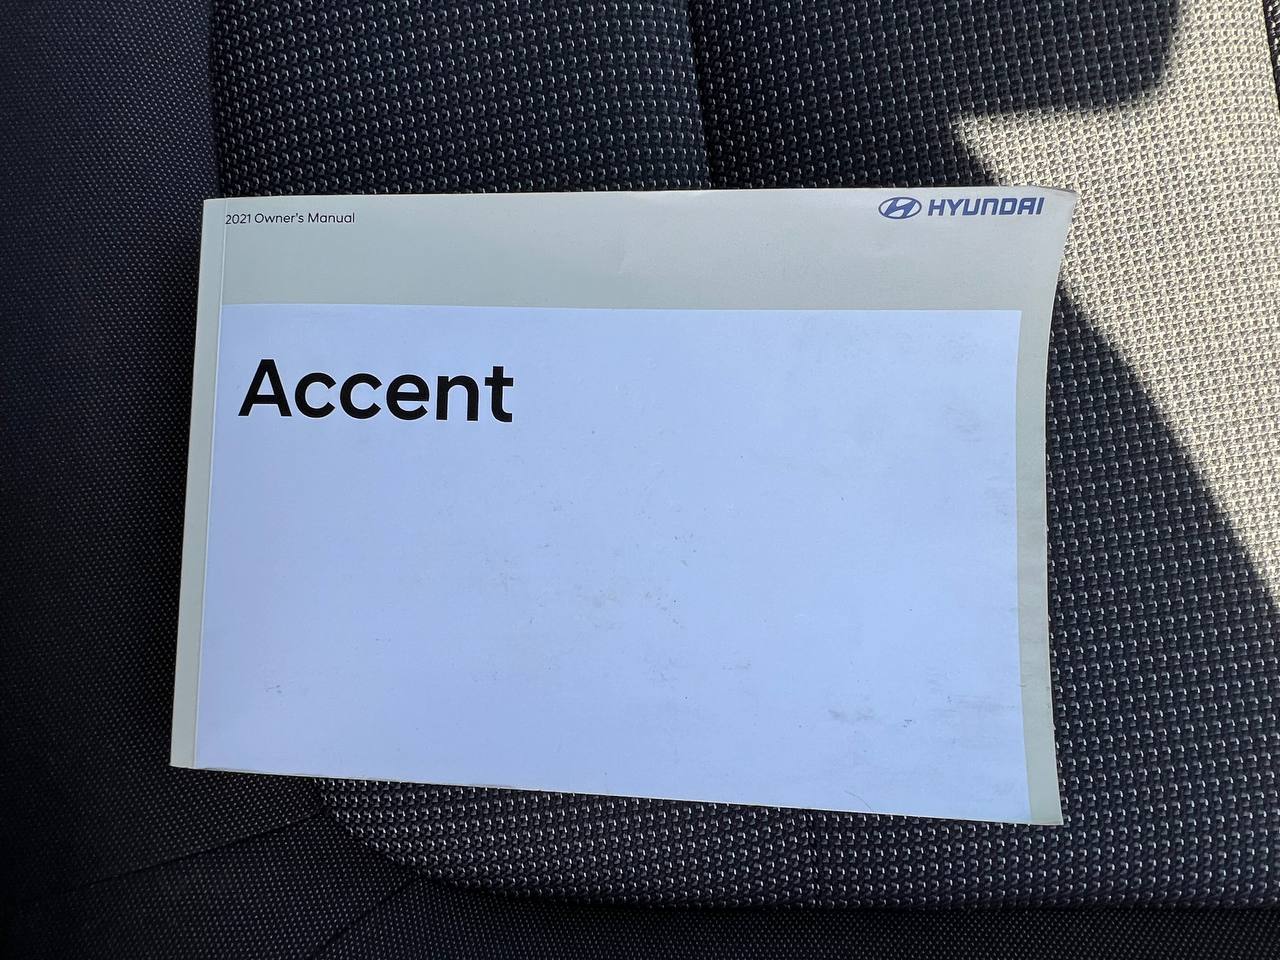 2021 Owner's Manual
HYUNDAI
Accent